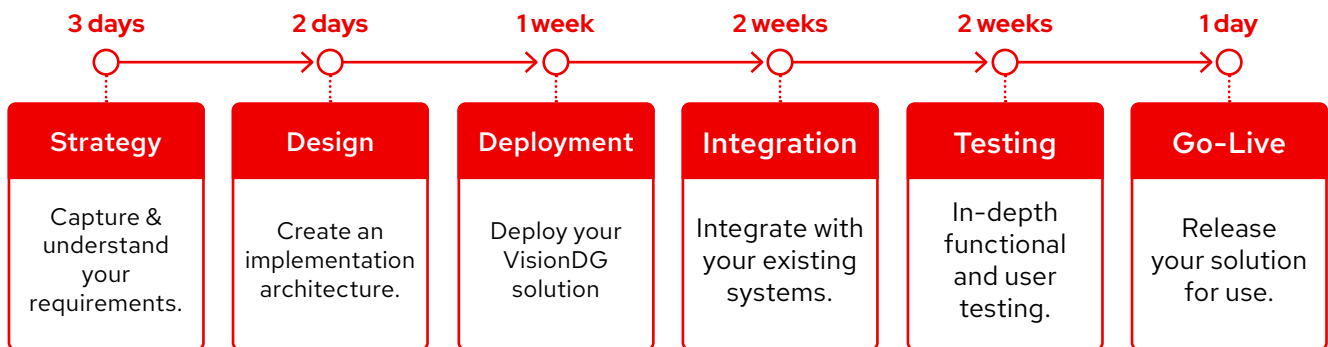 3 days
2 days
1 week
2 weeks
2 weeks
1 day
Strategy
Design
Deployment
Integration
Testing
Go-Live
Capture &
understand
your
requirements.
Create an
implementation
architecture.
Deploy your
VisionDG
solution
Integrate with
your existing
systems.
In-depth
functional
and user
testing.
Release
your solution
for use.